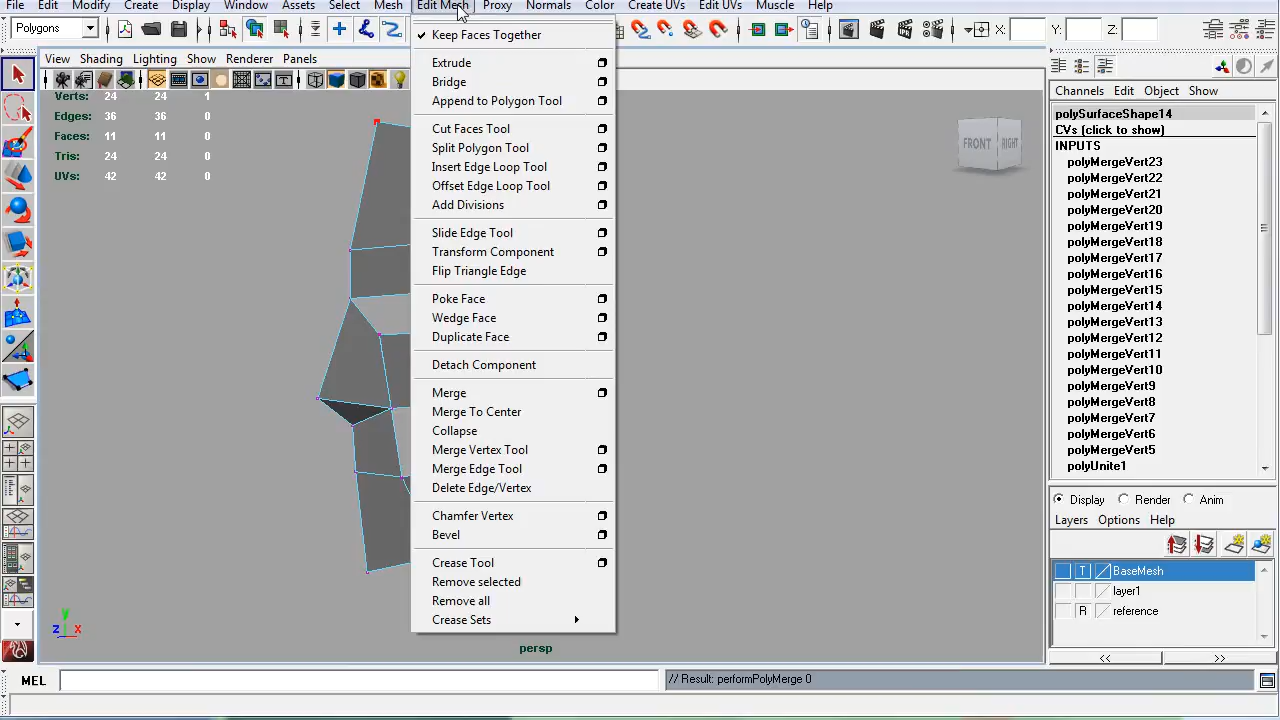 File Edit Modify Create Display Window Assets Select Mesh Edit Mesh Proxy Normals Color Create UVs Edit UVs Muscle Help
Polygons
X: Y: Z:
View Shading Lighting Show Renderer Panels
Verts: 24 24 1
Edges: 36 36 0
Faces: 11 11 0
Tris: 24 24 0
UVs: 42 42 0
Keep Faces Together
Extrude
Bridge
Append to Polygon Tool
Cut Faces Tool
Split Polygon Tool
Insert Edge Loop Tool
Offset Edge Loop Tool
Add Divisions
Slide Edge Tool
Transform Component
Flip Triangle Edge
Poke Face
Wedge Face
Duplicate Face
Detach Component
Merge
Merge To Center
Collapse
Merge Vertex Tool
Merge Edge Tool
Delete Edge/Vertex
Chamfer Vertex
Bevel
Crease Tool
Remove selected
Remove all
Crease Sets
FRONT RIGHT
y
z x
persp
Channels Edit Object Show
polySurfaceShape14
CVs (click to show)
INPUTS
polyMergeVert23
polyMergeVert22
polyMergeVert21
polyMergeVert20
polyMergeVert19
polyMergeVert18
polyMergeVert17
polyMergeVert16
polyMergeVert15
polyMergeVert14
polyMergeVert13
polyMergeVert12
polyMergeVert11
polyMergeVert10
polyMergeVert9
polyMergeVert8
polyMergeVert7
polyMergeVert6
polyMergeVert5
polyUnite1
Display Render Anim
Layers Options Help
T BaseMesh
layer1
R reference
<< >>
MEL
// Result: performPolyMerge 0